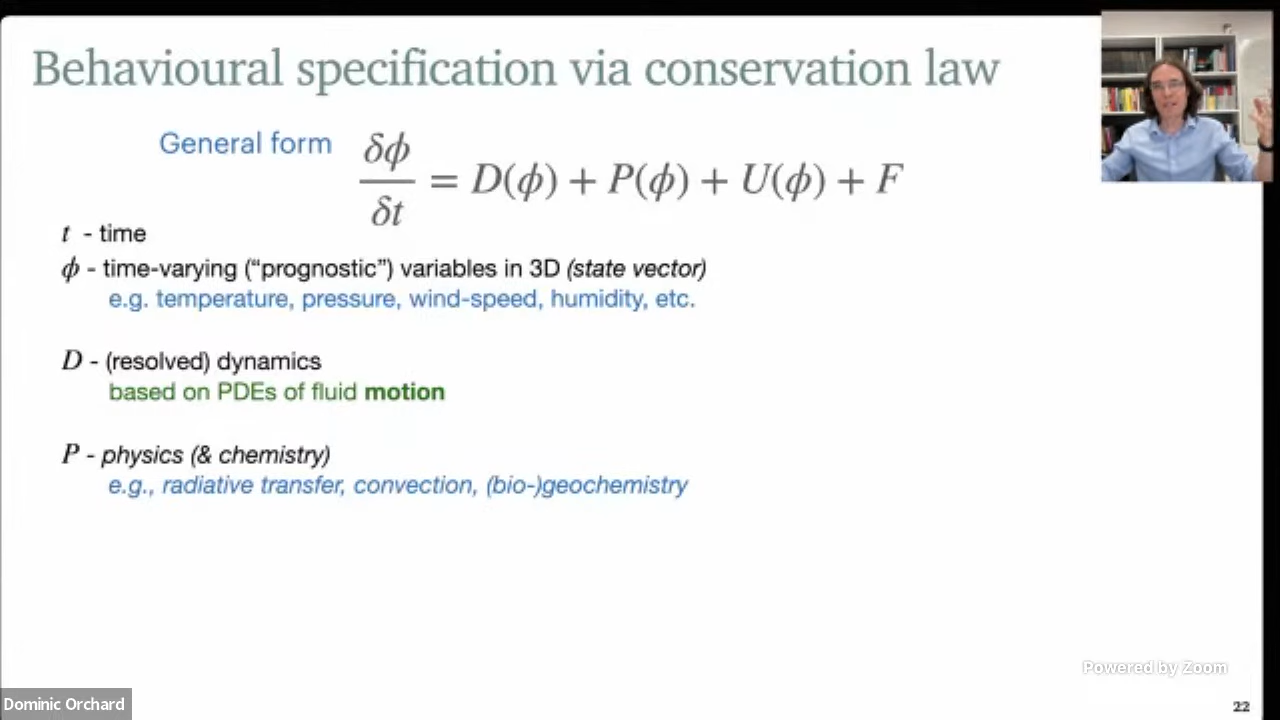 Behavioural specification via conservation law
General form
δϕ/δt = D(ϕ) + P(ϕ) + U(ϕ) + F
t - time
ϕ - time-varying (“prognostic”) variables in 3D (state vector)
e.g. temperature, pressure, wind-speed, humidity, etc.
D - (resolved) dynamics
based on PDEs of fluid motion
P - physics (& chemistry)
e.g., radiative transfer, convection, (bio-)geochemistry
Powered by Zoom
Dominic Orchard
22